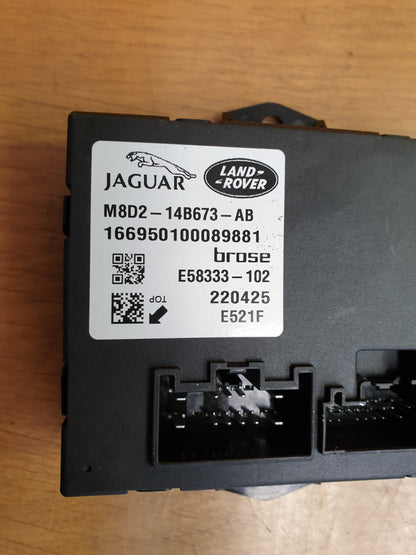 JAGUAR
LAND-
ROVER
M8D2-14B673-AB
166950100089881
brose
E58333-102
TOP
220425
E521F